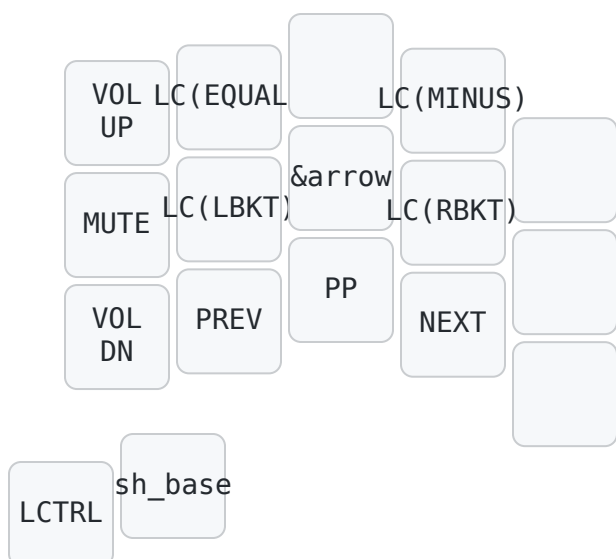 VOL
UP
LC(EQUAL
LC(MINUS)
MUTE
LC(LBKT)
&arrow
LC(RBKT)
VOL
DN
PREV
PP
NEXT
LCTRL
sh_base